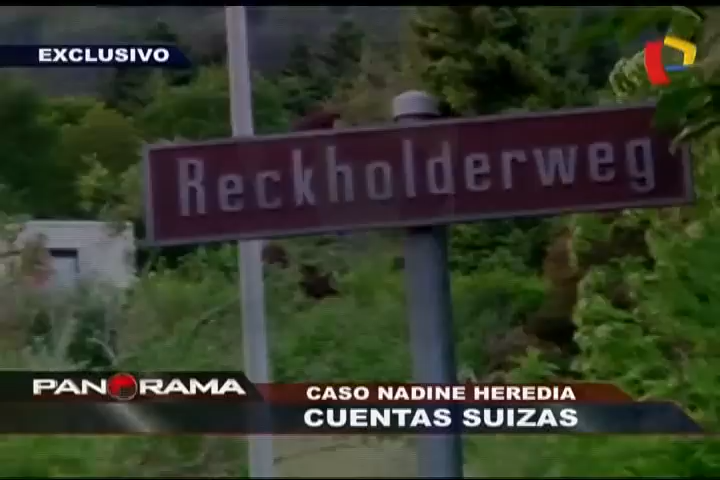 EXCLUSIVO
Reckholderweg
PANORAMA
CASO NADINE HEREDIA
CUENTAS SUIZAS